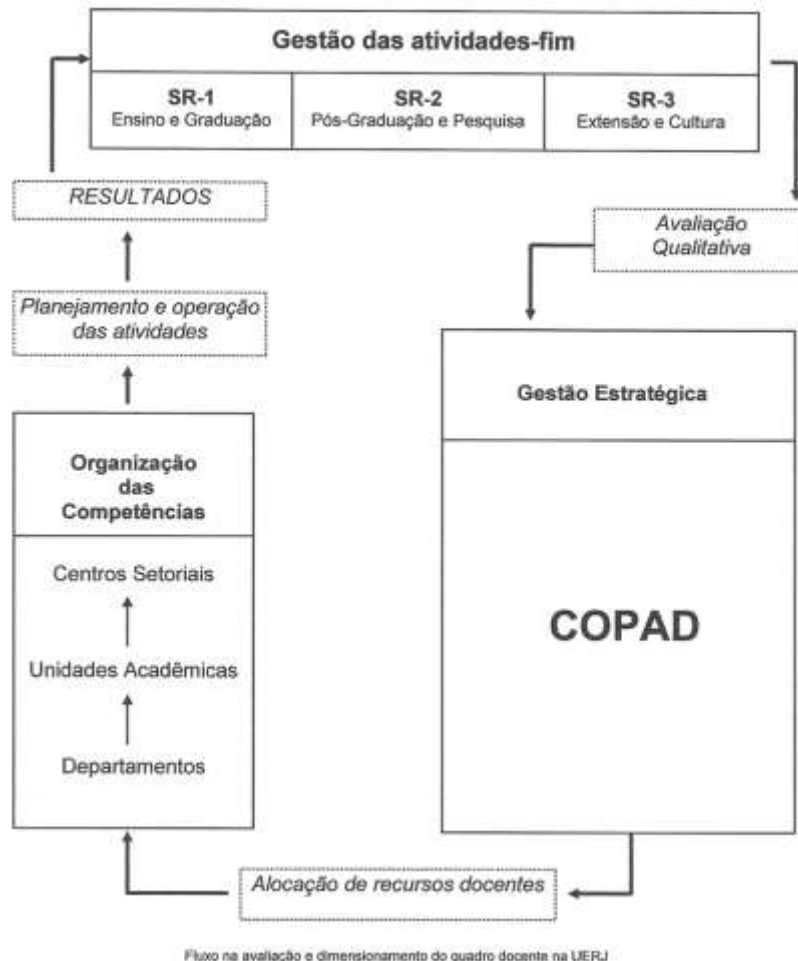 Gestão das atividades-fim
SR-1
Ensino e Graduação
SR-2
Pós-Graduação e Pesquisa
SR-3
Extensão e Cultura
RESULTADOS
Avaliação
Qualitativa
Planejamento e operação
das atividades
Gestão Estratégica
Organização
das
Competências
Centros Setoriais
COPAD
Unidades Acadêmicas
Departamentos
Alocação de recursos docentes
Fluxo na avaliação e dimensionamento do quadro docente na UERJ